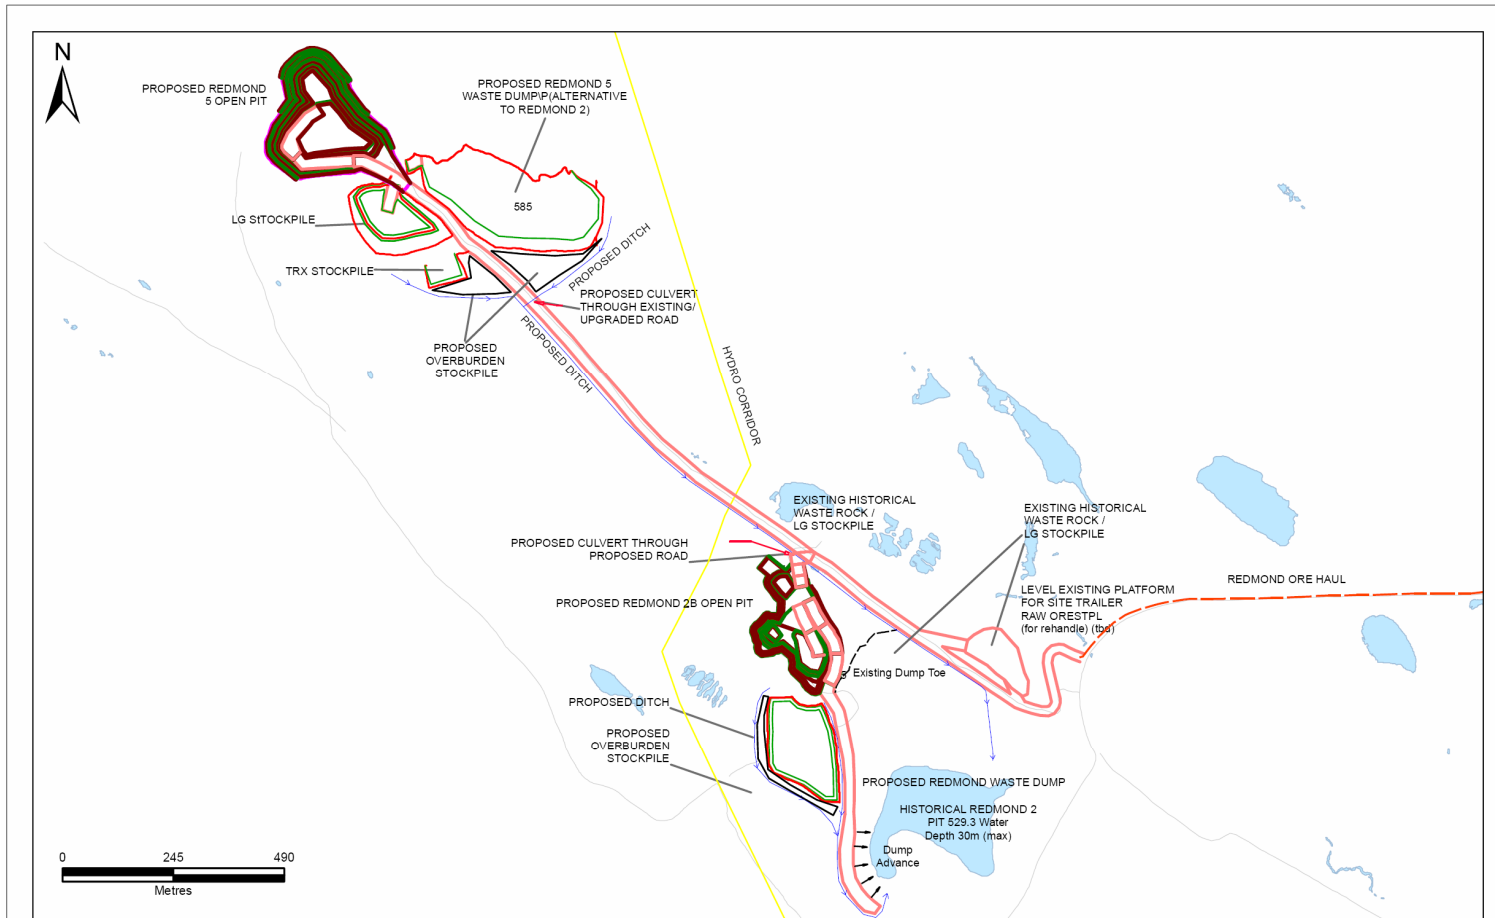 N
PROPOSED REDMOND
5 OPEN PIT
PROPOSED REDMOND 5
WASTE DUMP\P(ALTERNATIVE
TO REDMOND 2)
585
LG StTOCKPILE
TRX STOCKPILE
PROPOSED DITCH
PROPOSED CULVERT
THROUGH EXISTING/
UPGRADED ROAD
PROPOSED DITCH
PROPOSED
OVERBURDEN
STOCKPILE
HYDRO CORRIDOR
EXISTING HISTORICAL
WASTE ROCK /
LG STOCKPILE
EXISTING HISTORICAL
WASTE ROCK /
LG STOCKPILE
PROPOSED CULVERT THROUGH
PROPOSED ROAD
REDMOND ORE HAUL
LEVEL EXISTING PLATFORM
FOR SITE TRAILER
RAW ORESTPL
(for rehandle) (tbd)
PROPOSED REDMOND 2B OPEN PIT
Existing Dump Toe
PROPOSED DITCH
PROPOSED
OVERBURDEN
STOCKPILE
PROPOSED REDMOND WASTE DUMP
HISTORICAL REDMOND 2
PIT 529.3 Water
Depth 30m (max)
Dump
Advance
0 245 490
Metres